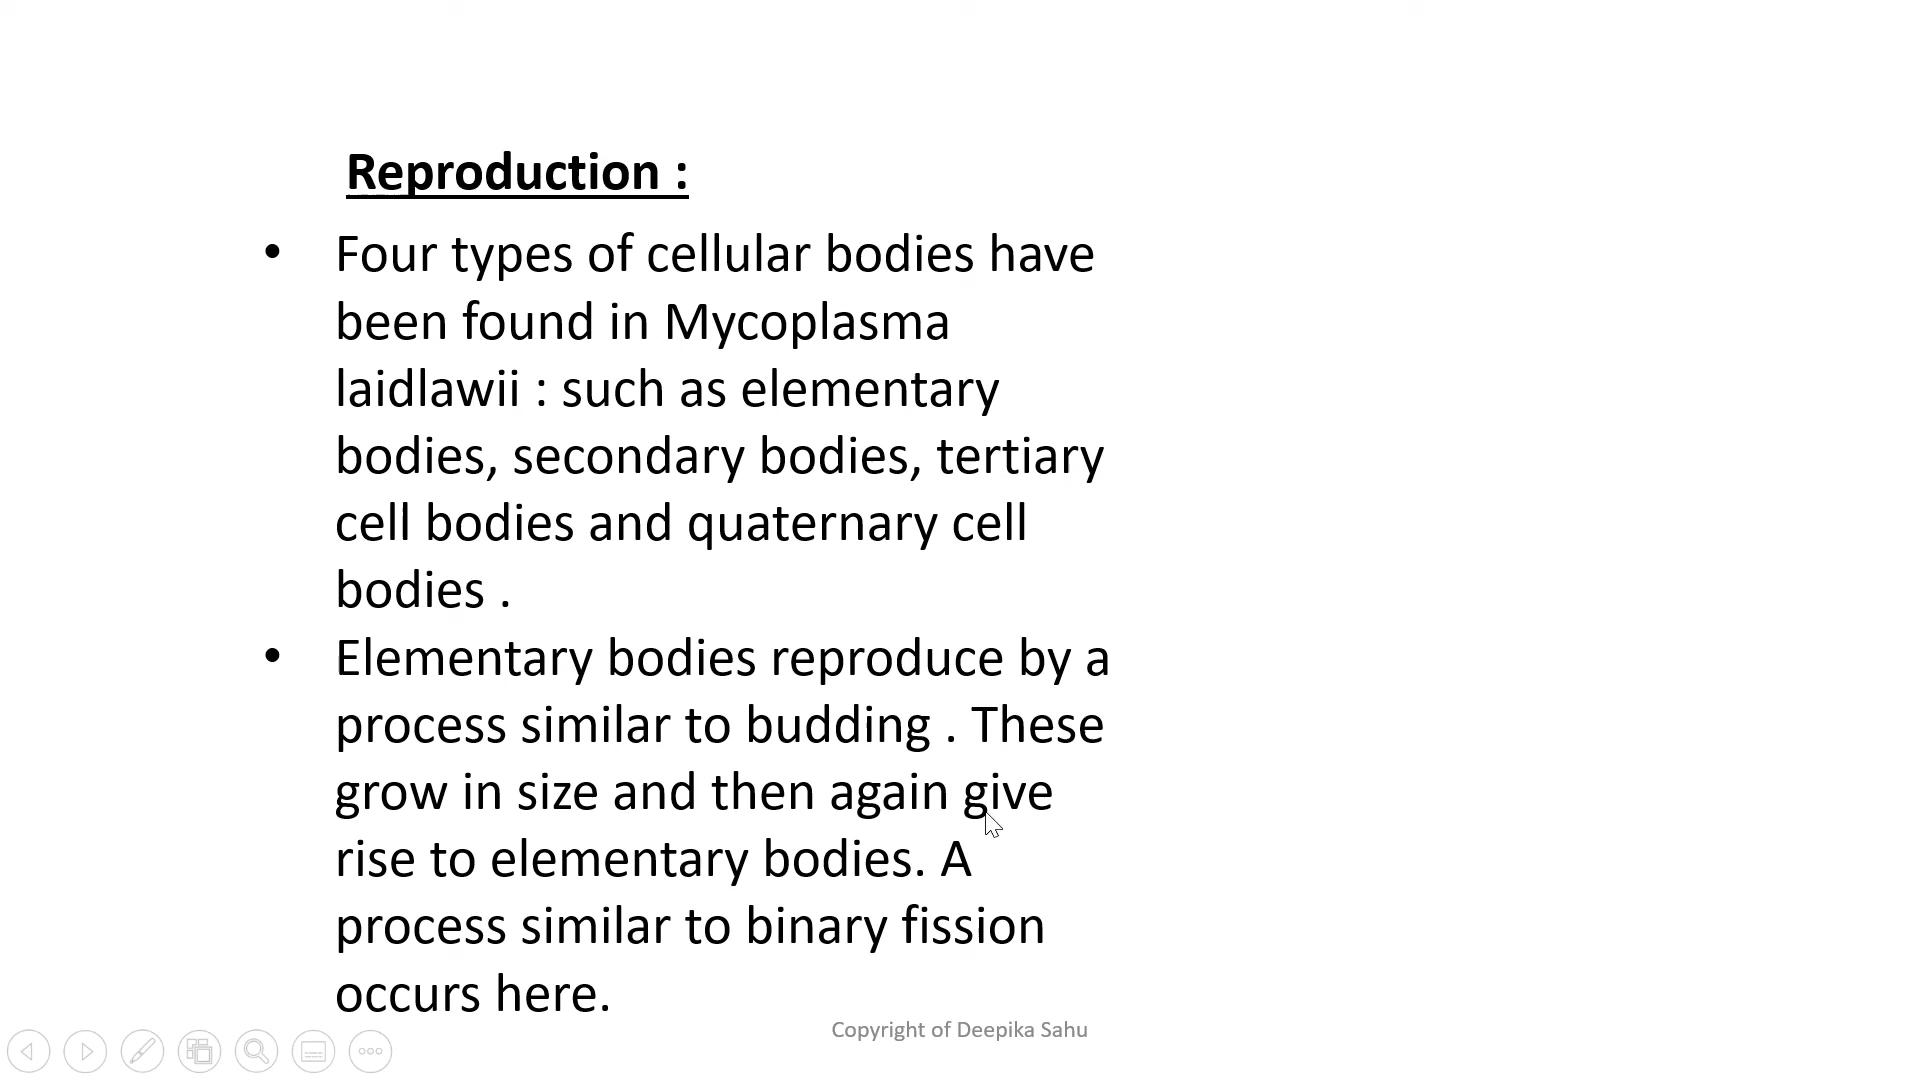 Reproduction :
• Four types of cellular bodies have
been found in Mycoplasma
laidlawii : such as elementary
bodies, secondary bodies, tertiary
cell bodies and quaternary cell
bodies .
• Elementary bodies reproduce by a
process similar to budding . These
grow in size and then again give
rise to elementary bodies. A
process similar to binary fission
occurs here.
Copyright of Deepika Sahu